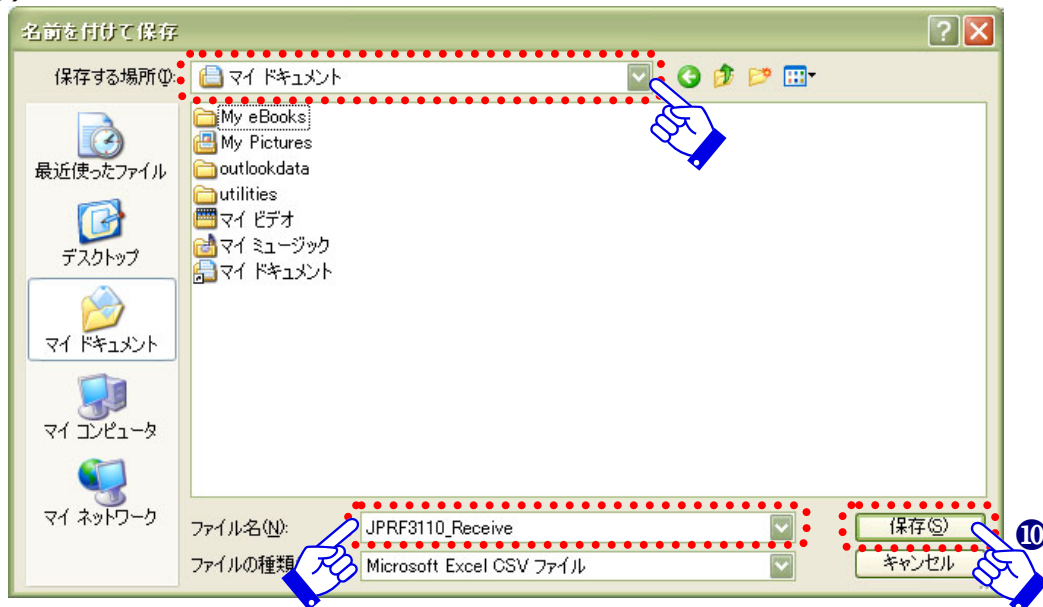 名前を付けて保存
保存する場所(I):
マイ ドキュメント
My eBooks
My Pictures
outlookdata
utilities
マイ ビデオ
マイ ミュージック
マイ ドキュメント
最近使ったファイル
デスクトップ
マイ ドキュメント
マイ コンピュータ
マイ ネットワーク
ファイル名(N):
JPRF3110_Receive
保存(S)
❿
ファイルの種類
Microsoft Excel CSV ファイル
キャンセル